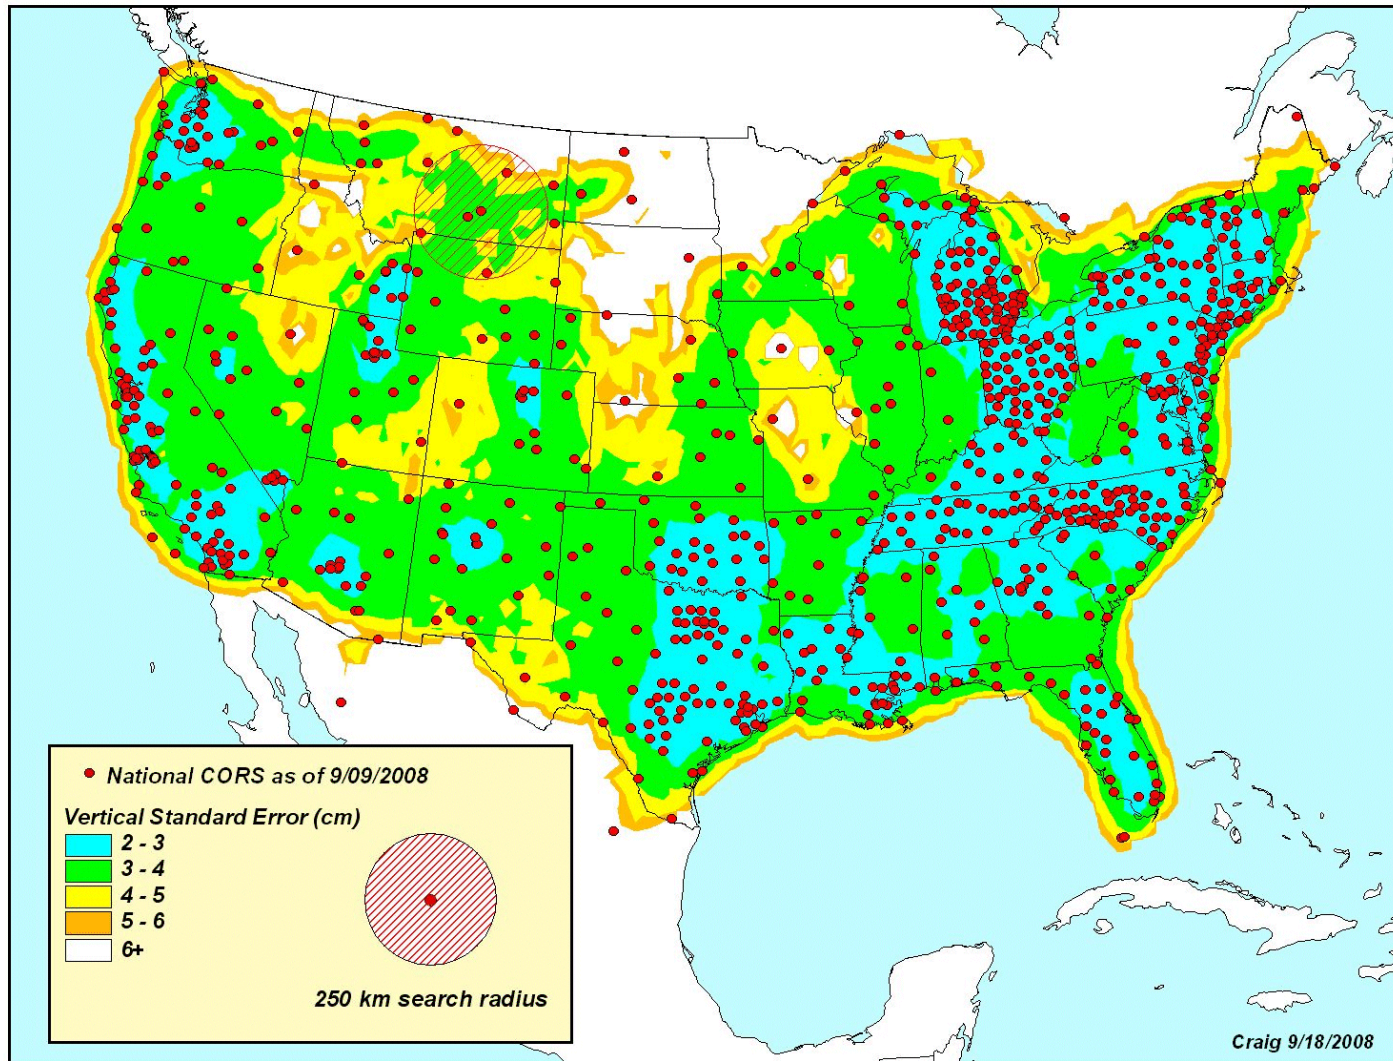 National CORS as of 9/09/2008
Vertical Standard Error (cm)
2 - 3
3 - 4
4 - 5
5 - 6
6+
250 km search radius
Craig 9/18/2008